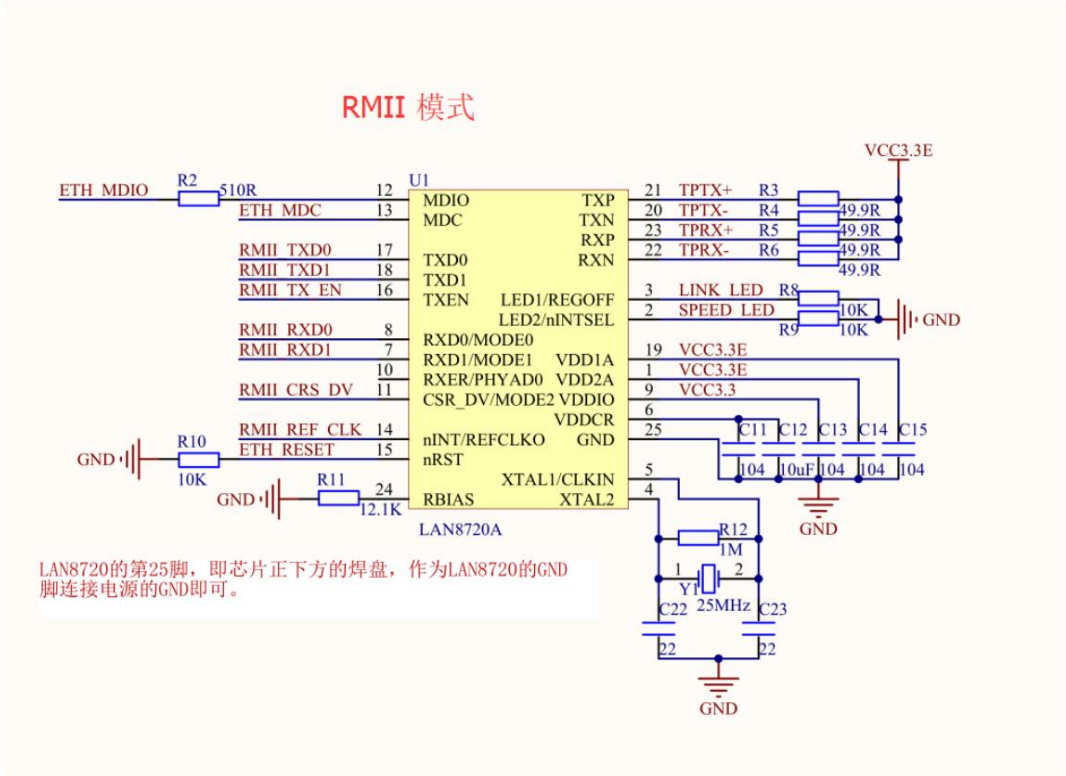 RMII 模式
VCC3.3E
ETH_MDIO R2 510R 12 U1 MDIO TXP 21 TPTX+ R3 49.9R
ETH_MDC 13 MDC TXN 20 TPTX- R4 49.9R
RXP 23 TPRX+ R5 49.9R
RMII_TXD0 17 TXD0 RXN 22 TPRX- R6 49.9R
RMII_TXD1 18 TXD1
RMII_TX_EN 16 TXEN LED1/REGOFF 3 LINK_LED R8 10K
LED2/nINTSEL 2 SPEED_LED R9 10K GND
RMII_RXD0 8 RXD0/MODE0
RMII_RXD1 7 RXD1/MODE1 VDD1A 19 VCC3.3E
10 RXER/PHYAD0 VDD2A 1 VCC3.3E
RMII_CRS_DV 11 CSR_DV/MODE2 VDDIO 9 VCC3.3
VDDCR 6
RMII_REF_CLK 14 nINT/REFCLKO GND 25 C11 C12 C13 C14 C15
GND R10 10K ETH_RESET 15 nRST 104 10uF 104 104 104
XTAL1/CLKIN 5
GND R11 12.1K 24 RBIAS XTAL2 4 GND
LAN8720A
R12
1M
1 2
Y1 25MHz
C22 C23
22 22
GND
LAN8720的第25脚，即芯片正下方的焊盘，作为LAN8720的GND
脚连接电源的GND即可。